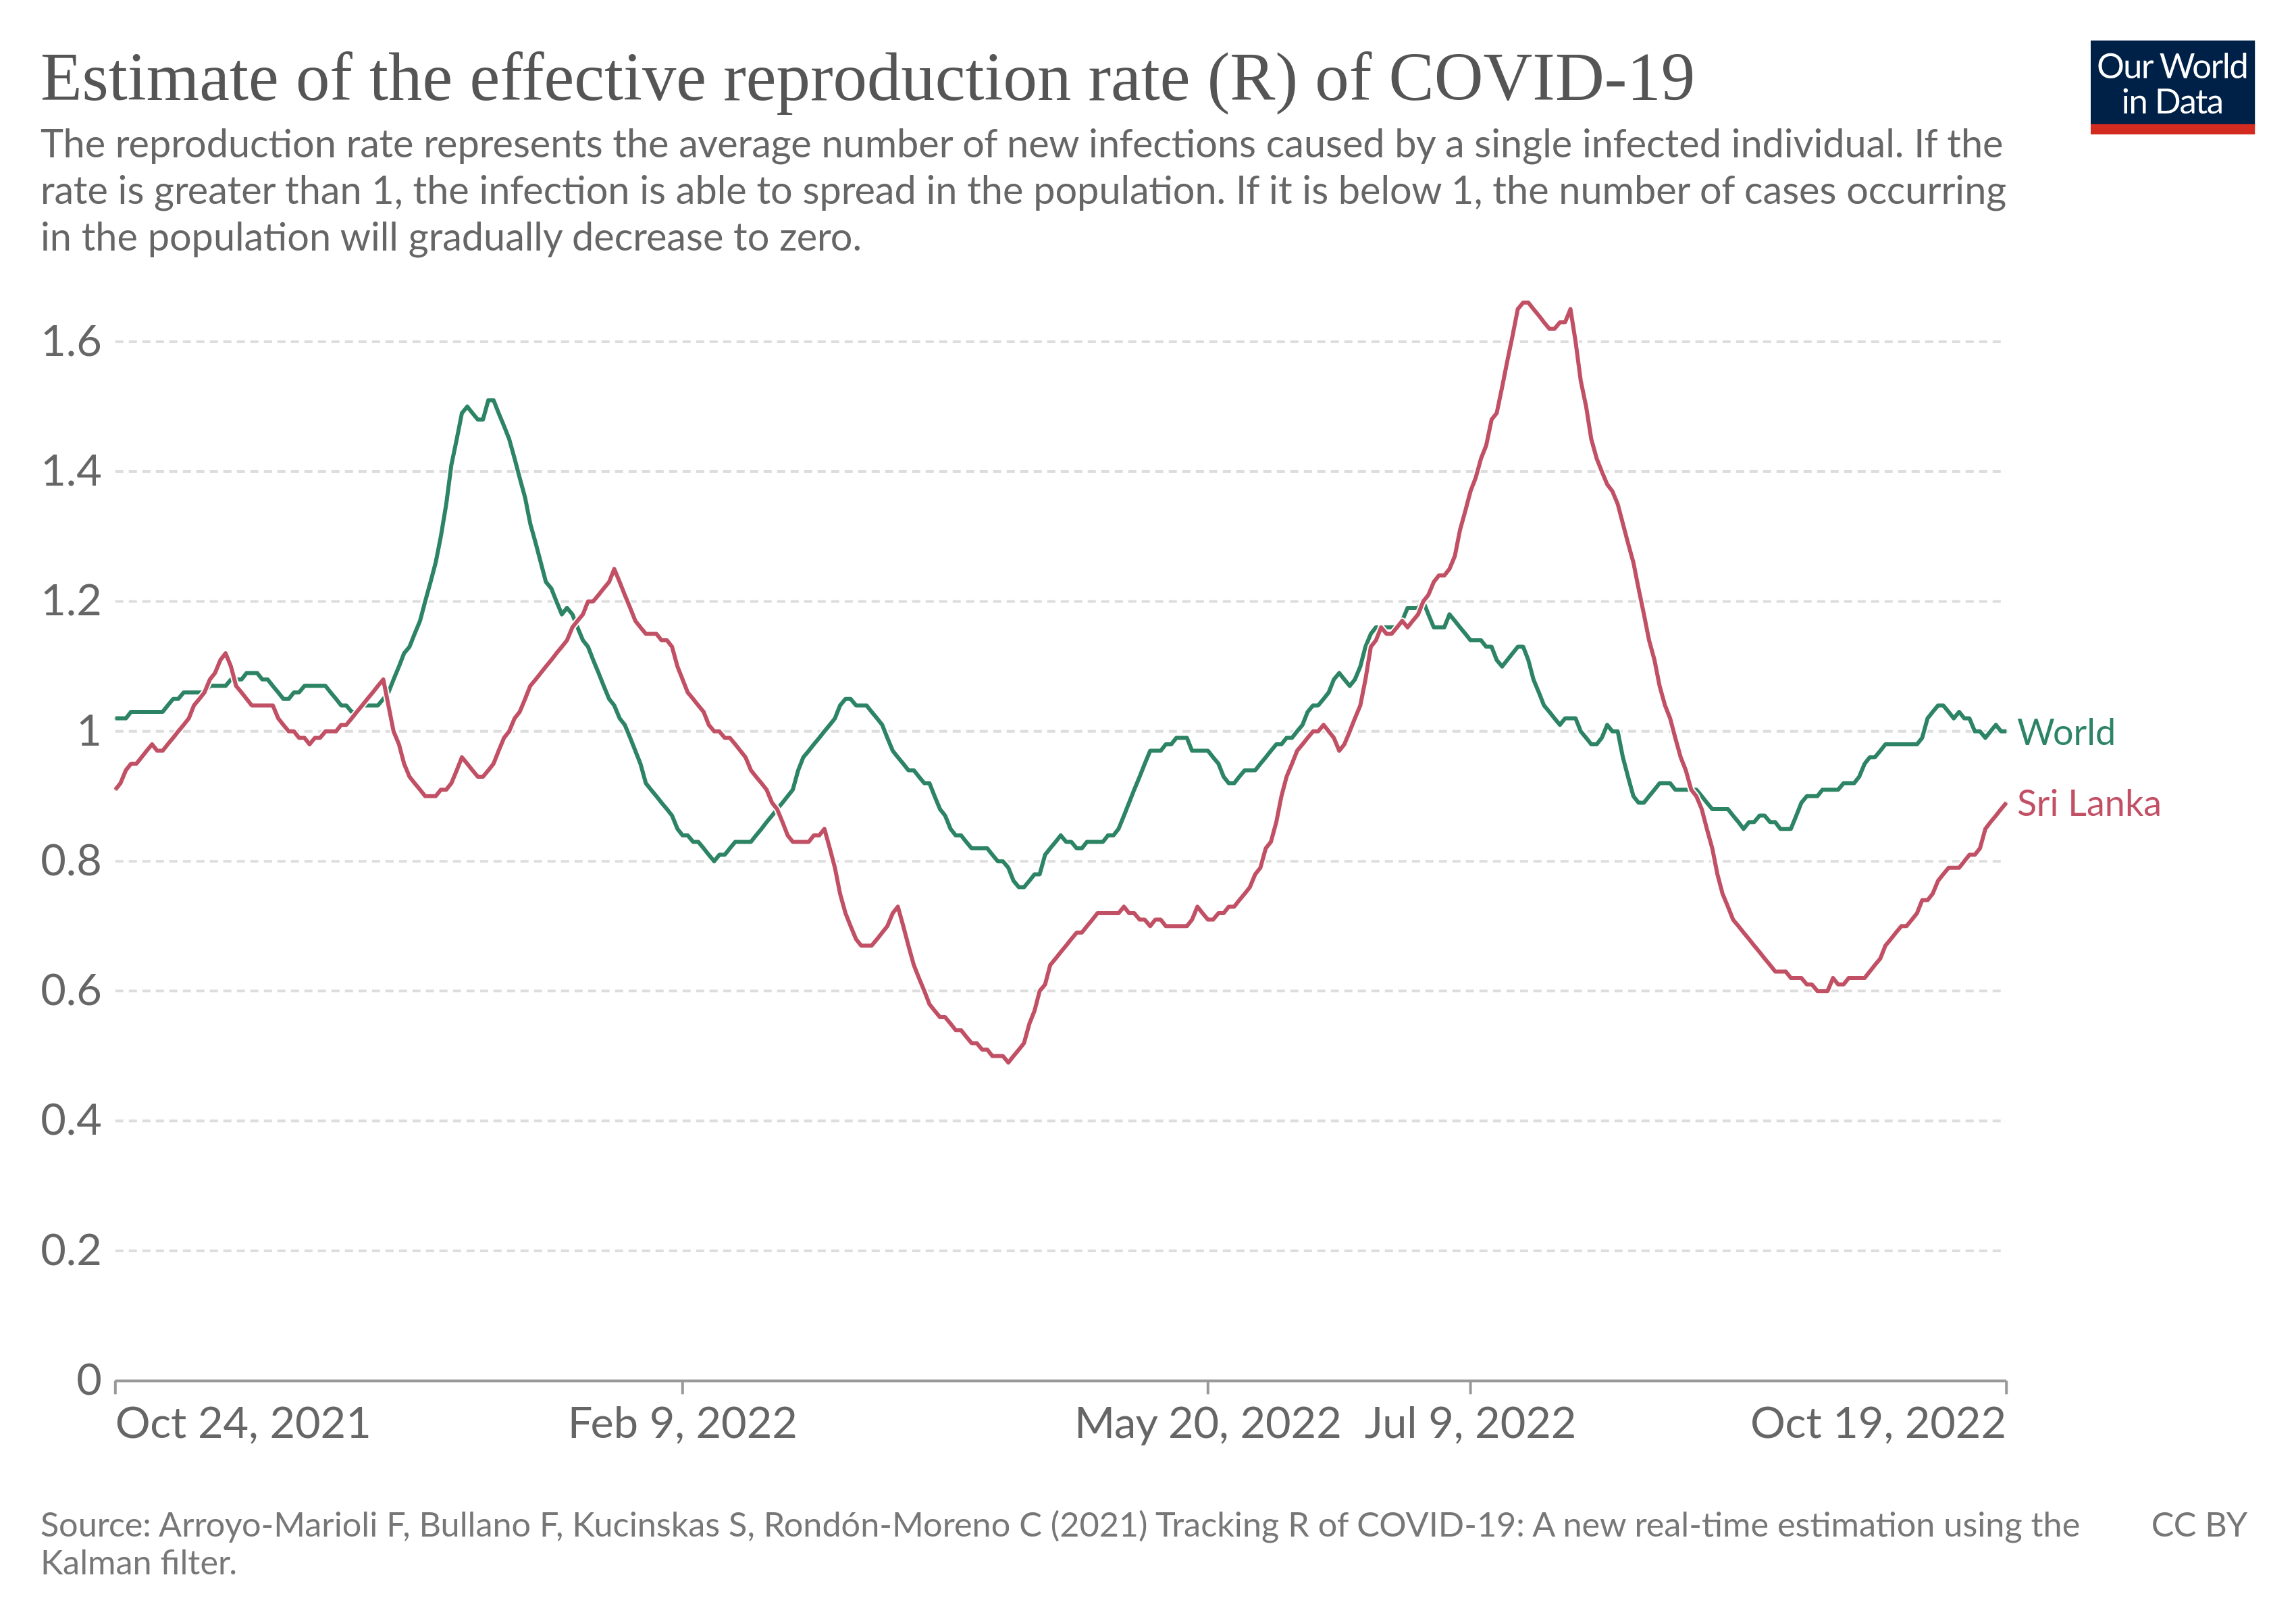 Estimate of the effective reproduction rate (R) of COVID-19
Our World
in Data
The reproduction rate represents the average number of new infections caused by a single infected individual. If the
rate is greater than 1, the infection is able to spread in the population. If it is below 1, the number of cases occurring
in the population will gradually decrease to zero.
1.6
1.4
1.2
1
World
Sri Lanka
0.8
0.6
0.4
0.2
0
Oct 24, 2021
Feb 9, 2022
May 20, 2022
Jul 9, 2022
Oct 19, 2022
Source: Arroyo-Marioli F, Bullano F, Kucinskas S, Rondón-Moreno C (2021) Tracking R of COVID-19: A new real-time estimation using the
Kalman filter.
CC BY